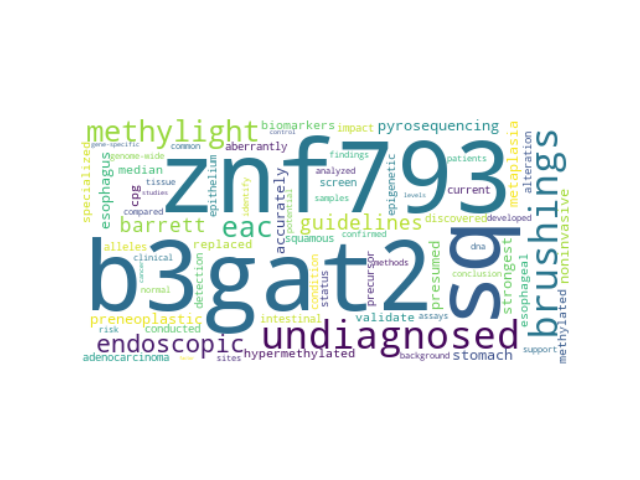 gene-specific
control
methylight
biomarkers
impact
pyrosequencing
metaplasia
specialized
genome-wide
common
aberrantly
findings
patients
alteration
esophagus
median
tissue
epithelium
analyzed
screen
epigenetic
current
studies
znf793
brushings
cpg
compared
identify
accurately
potential
samples
levels
developed
noninvasive
barrett
eac
guidelines
discovered
alleles
replaced
squamous
confirmed
sq
dna
strongest
clinical
detection
condition
status
precursor
methods
presumed
conclusion
esophageal
cancer
normal
b3gat2
preneoplastic
intestinal
validate
assays
methylated
risk
conducted
undiagnosed
support
endoscopic
hypermethylated
adenocarcinoma
sites
background
stomach